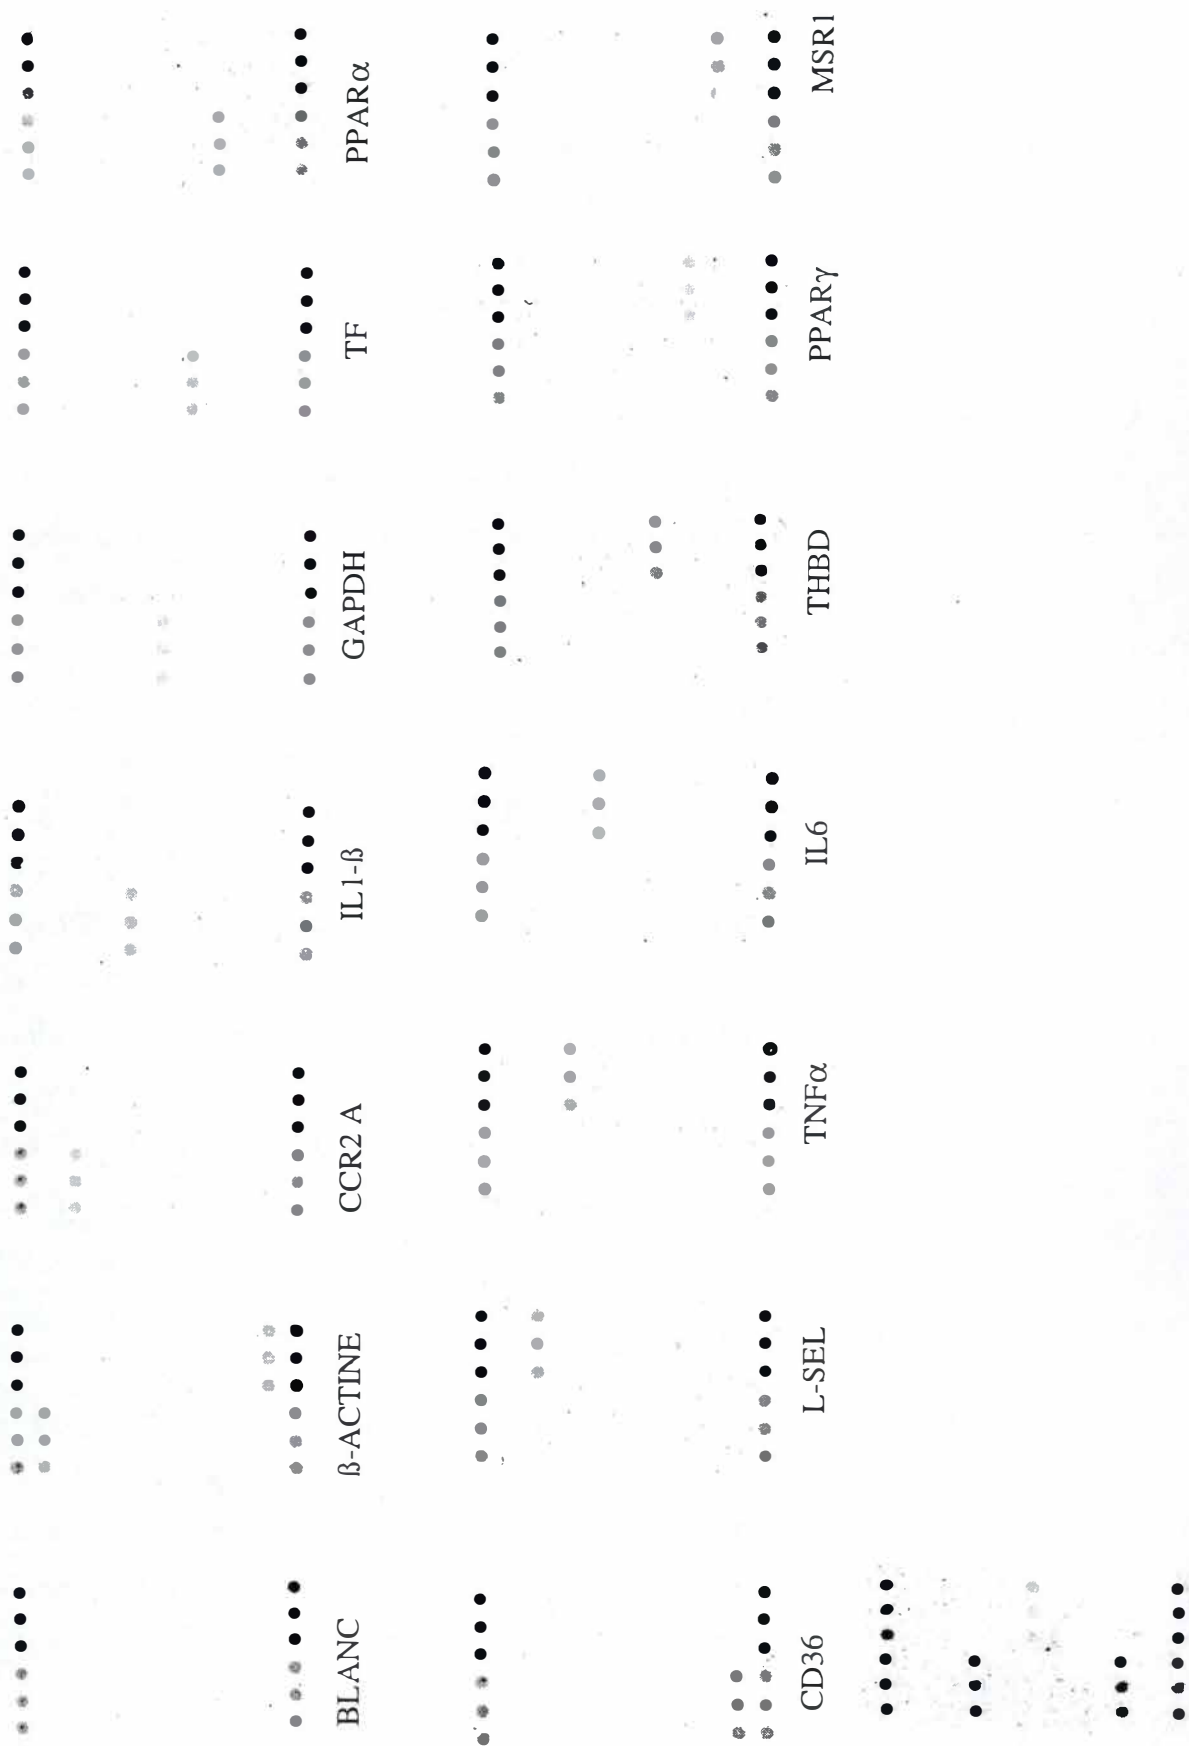 BLANC
ß-ACTINE
CCR2 A
IL1-ß
GAPDH
TF
PPARα
CD36
L-SEL
TNFα
IL6
THBD
PPARγ
MSR1